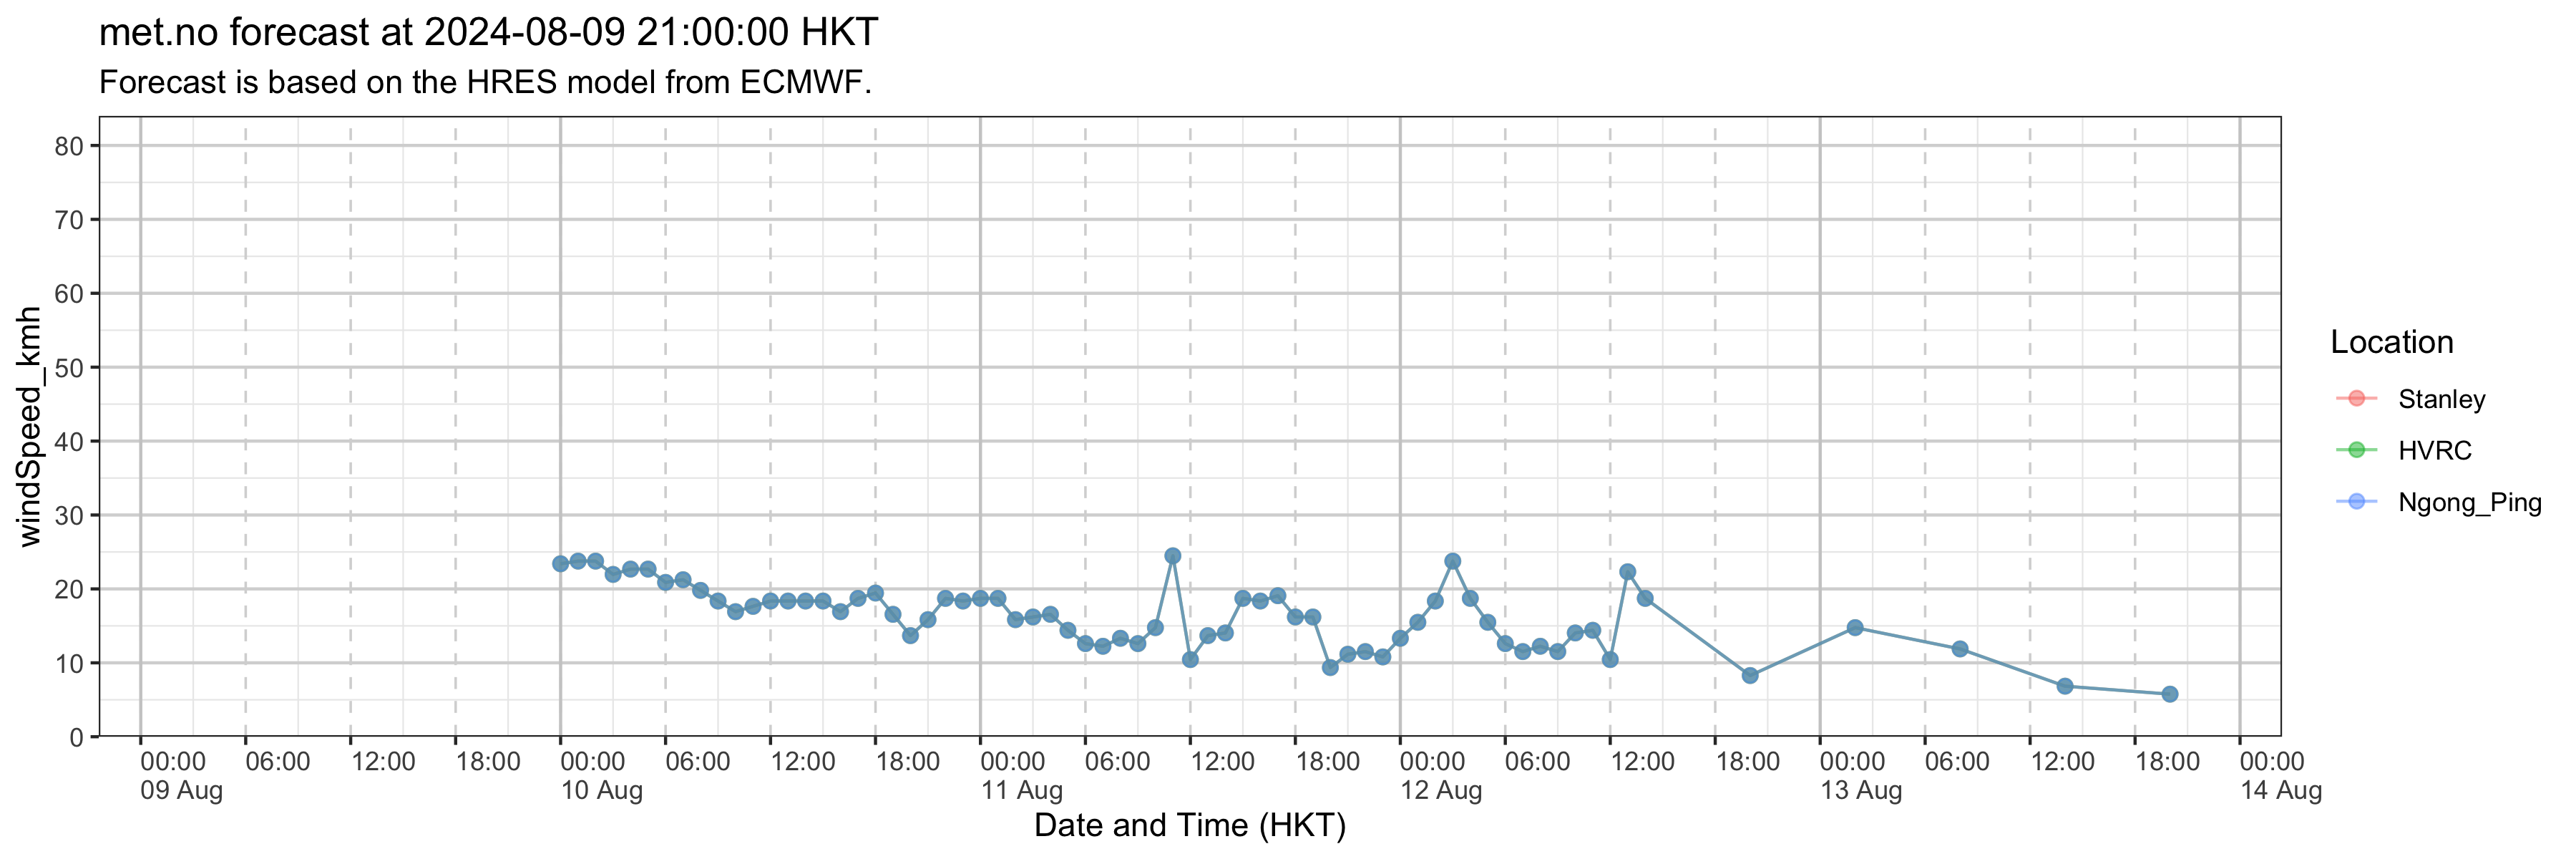 met.no forecast at 2024-08-09 21:00:00 HKT
Forecast is based on the HRES model from ECMWF.
windSpeed_kmh
80
70
60
50
40
30
20
10
0
00:00 06:00 12:00 18:00 00:00 06:00 12:00 18:00 00:00 06:00 12:00 18:00 00:00 06:00 12:00 18:00 00:00 06:00 12:00 18:00 00:00
09 Aug 10 Aug 11 Aug 12 Aug 13 Aug 14 Aug
Date and Time (HKT)
Location
Stanley
HVRC
Ngong_Ping